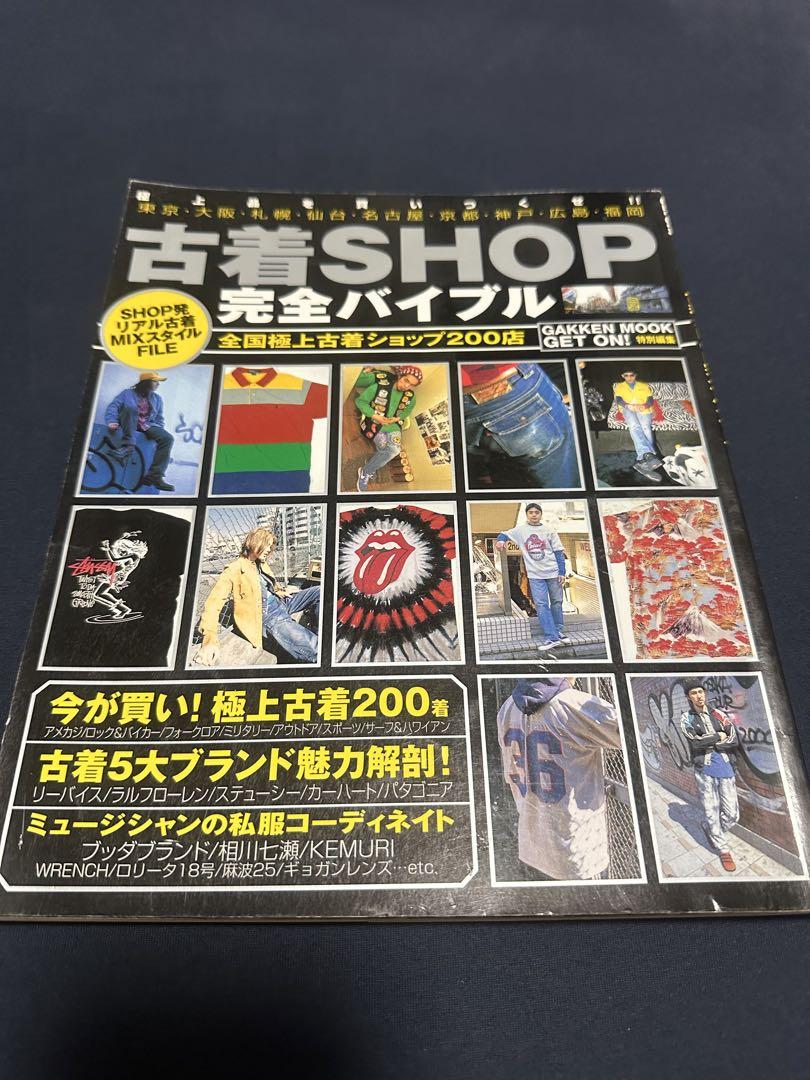 極上品を買いつくせ!!
東京・大阪・札幌・仙台・名古屋・京都・神戸・広島・福岡
古着SHOP
完全バイブル
SHOP発
リアル古着
MIXスタイル
FILE
全国極上古着ショップ200店
GAKKEN MOOK
GET ON! 特別編集
STUSSY
2nd
36
今が買い!極上古着200着
アメカジ/ロック&バイカー/フォークロア/ミリタリー/アウトドア/スポーツ/サーフ&ハワイアン
古着5大ブランド魅力解剖!
リーバイス/ラルフローレン/ステューシー/カーハート/パタゴニア
ミュージシャンの私服コーディネイト
ブッダブランド/相川七瀬/KEMURI
WRENCH/ロリータ18号/麻波25/ギョガンレンズ…etc.